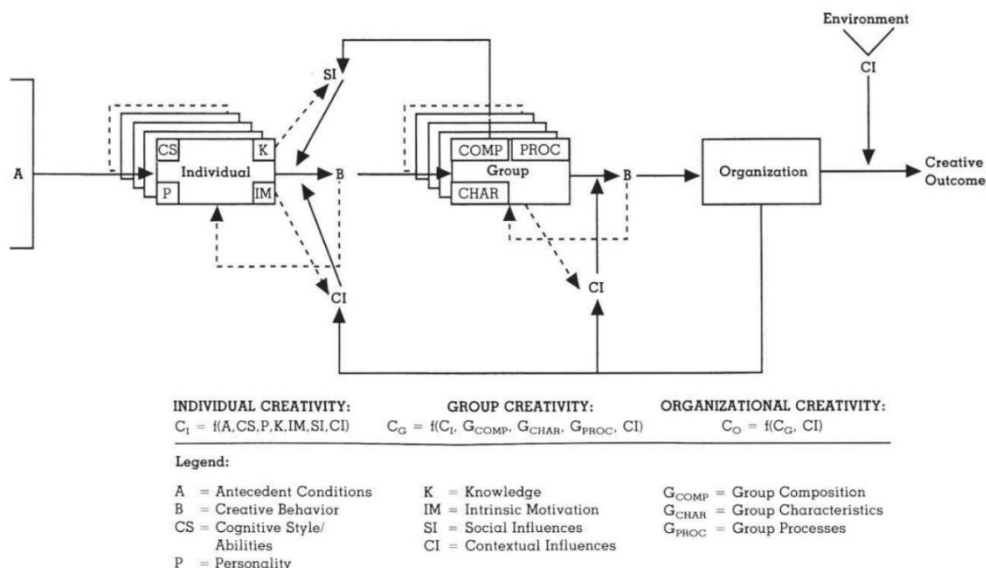 Environment
CI
SI
CS K
A Individual B
P IM
COMP PROC
Group B
CHAR
Organization
Creative
Outcome
CI
CI
INDIVIDUAL CREATIVITY: GROUP CREATIVITY: ORGANIZATIONAL CREATIVITY:
C_I = f(A,CS,P,K,IM,SI,CI) C_G = f(C_I, G_COMP, G_CHAR, G_PROC, CI) C_O = f(C_G, CI)
Legend:
A = Antecedent Conditions K = Knowledge G_COMP = Group Composition
B = Creative Behavior IM = Intrinsic Motivation G_CHAR = Group Characteristics
CS = Cognitive Style/ SI = Social Influences G_PROC = Group Processes
Abilities CI = Contextual Influences
P = Personality